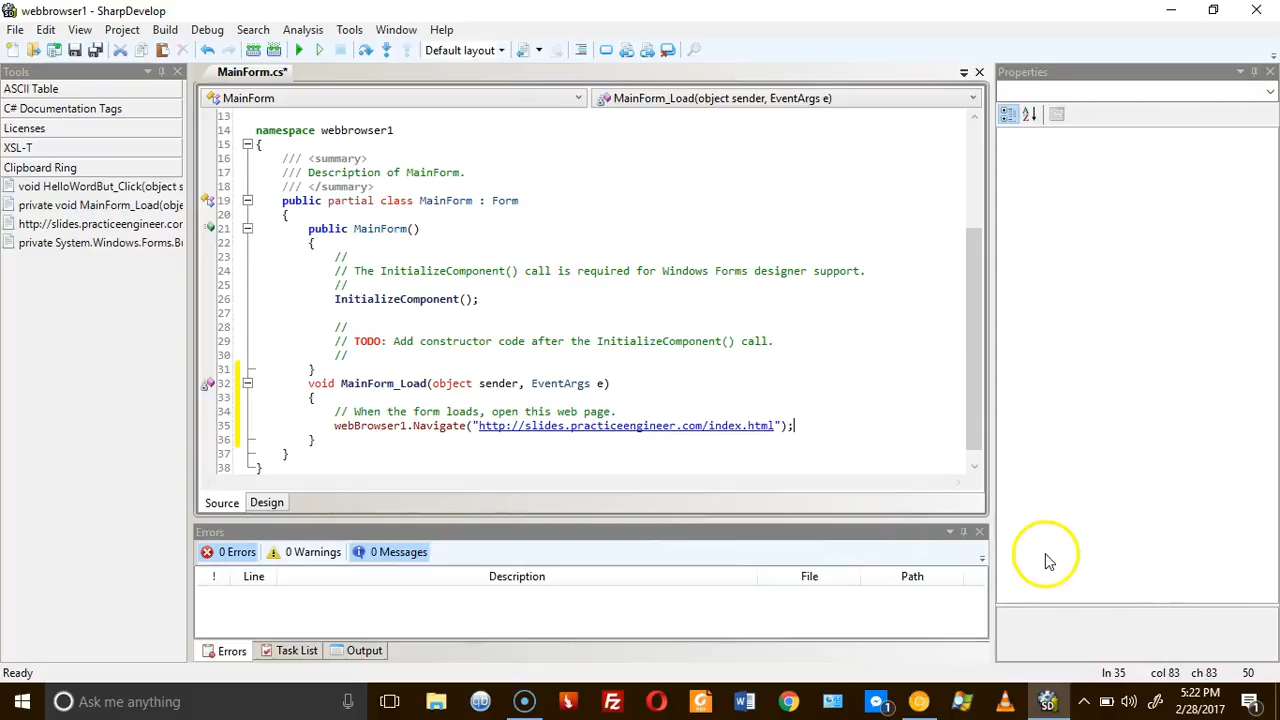 webbrowser1 - SharpDevelop
File Edit View Project Build Debug Search Analysis Tools Window Help
Default layout
Tools
ASCII Table
C# Documentation Tags
Licenses
XSL-T
Clipboard Ring
void HelloWordBut_Click(object s
private void MainForm_Load(obje
http://slides.practiceengineer.com
private System.Windows.Forms.Bu
MainForm.cs*
MainForm
MainForm_Load(object sender, EventArgs e)
13
14 namespace webbrowser1
15 {
16 /// <summary>
17 /// Description of MainForm.
18 /// </summary>
19 public partial class MainForm : Form
20 {
21 public MainForm()
22 {
23 //
24 // The InitializeComponent() call is required for Windows Forms designer support.
25 //
26 InitializeComponent();
27
28 //
29 // TODO: Add constructor code after the InitializeComponent() call.
30 //
31 }
32 void MainForm_Load(object sender, EventArgs e)
33 {
34 // When the form loads, open this web page.
35 webBrowser1.Navigate("http://slides.practiceengineer.com/index.html");
36 }
37 }
38 }
Source Design
Errors
0 Errors 0 Warnings 0 Messages
! Line Description File Path
Errors Task List Output
Properties
Ready
ln 35 col 83 ch 83 50
Ask me anything
5:22 PM
2/28/2017